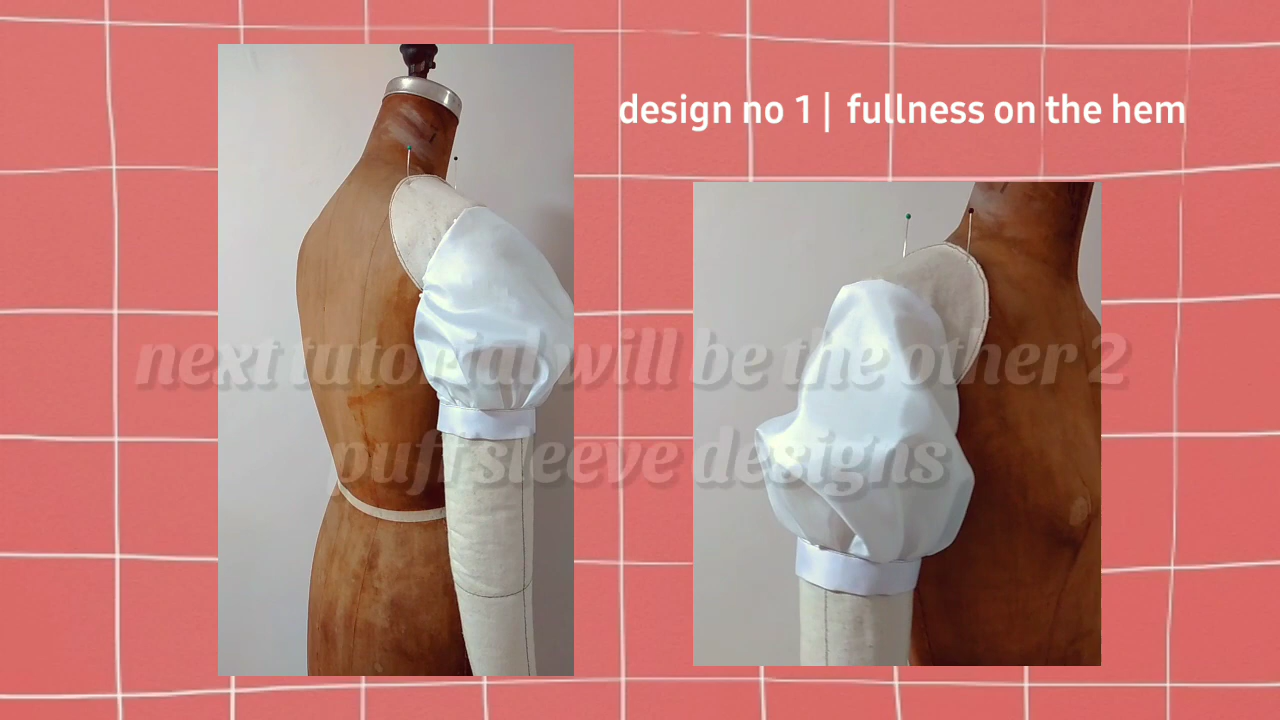 design no 1| fullness on the hem
next tutorial will be the other 2
puff sleeve designs